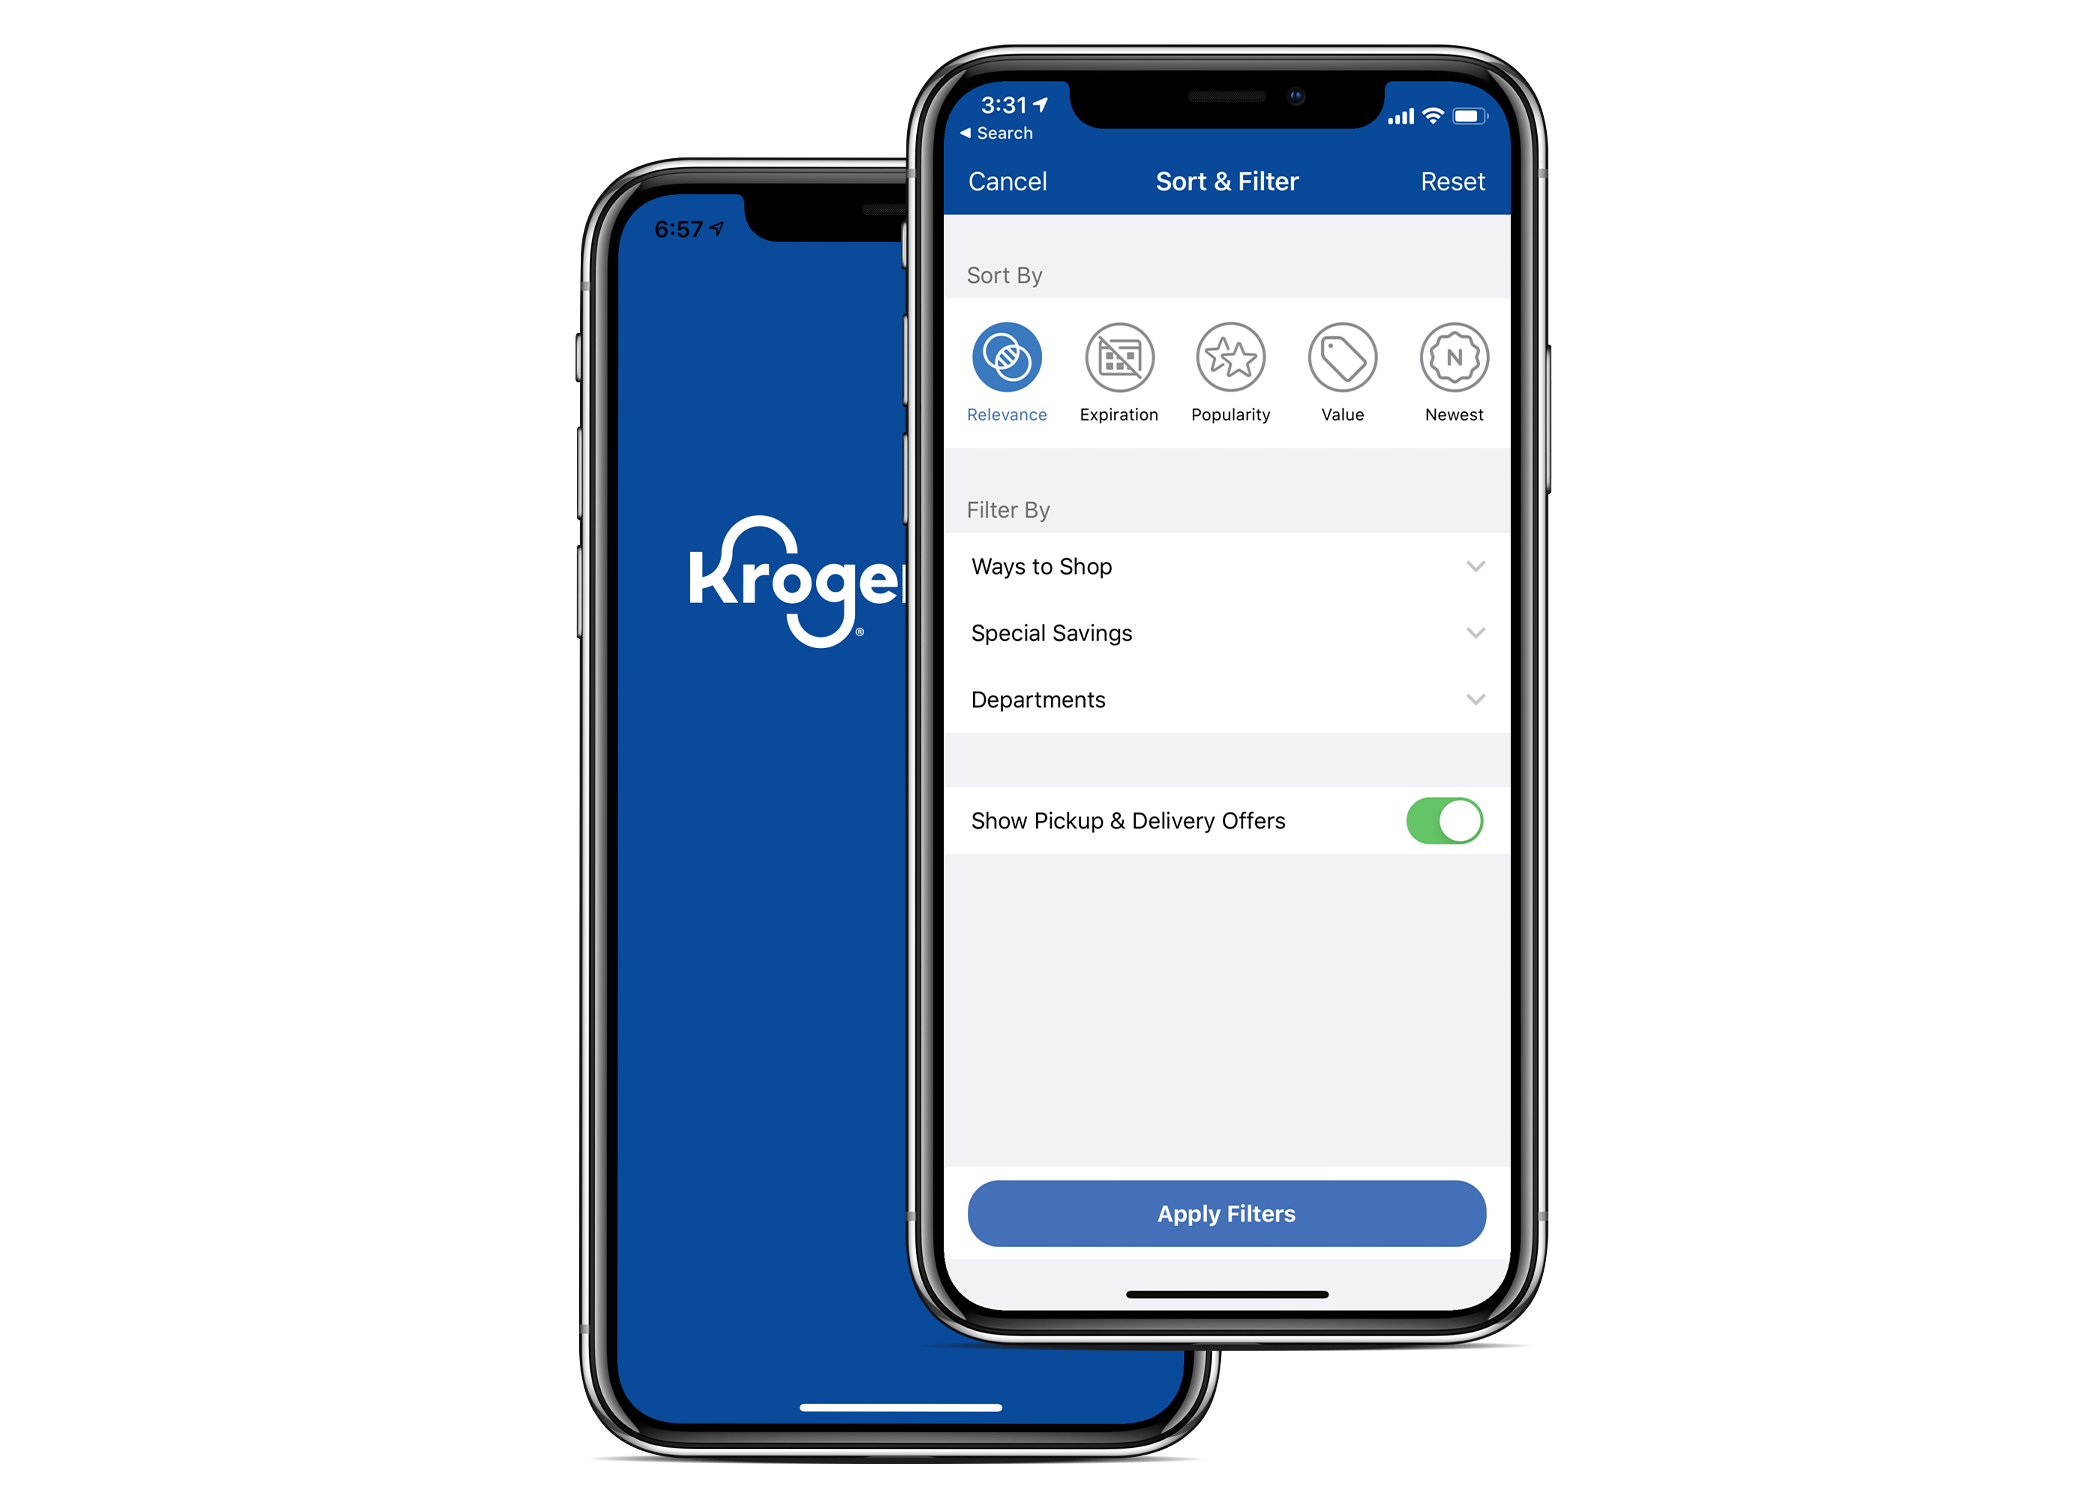 6:57
Kroger
®
3:31
Search
Cancel Sort & Filter Reset
Sort By
N
Relevance Expiration Popularity Value Newest
Filter By
Ways to Shop
Special Savings
Departments
Show Pickup & Delivery Offers
Apply Filters